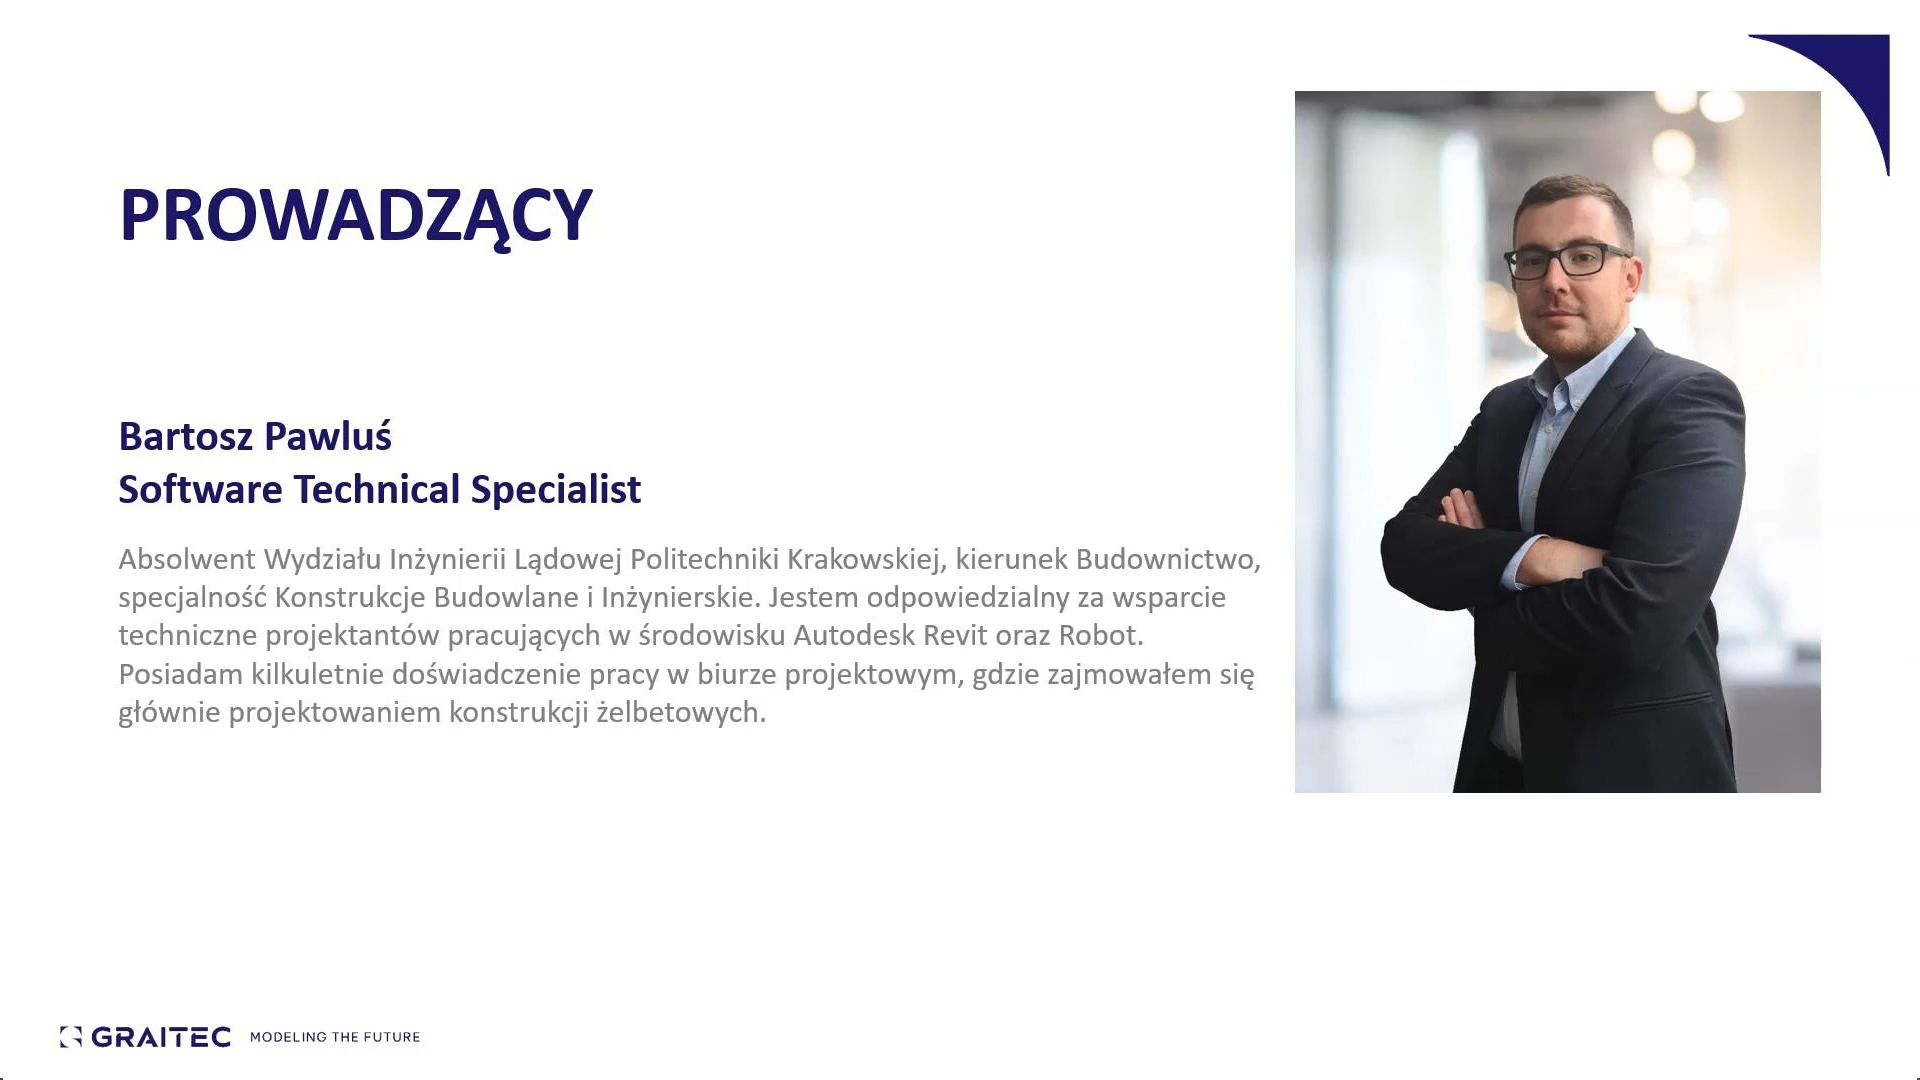 PROWADZĄCY
Bartosz Pawluś
Software Technical Specialist
Absolwent Wydziału Inżynierii Lądowej Politechniki Krakowskiej, kierunek Budownictwo,
specjalność Konstrukcje Budowlane i Inżynierskie. Jestem odpowiedzialny za wsparcie
techniczne projektantów pracujących w środowisku Autodesk Revit oraz Robot.
Posiadam kilkuletnie doświadczenie pracy w biurze projektowym, gdzie zajmowałem się
głównie projektowaniem konstrukcji żelbetowych.
GRAITEC MODELING THE FUTURE